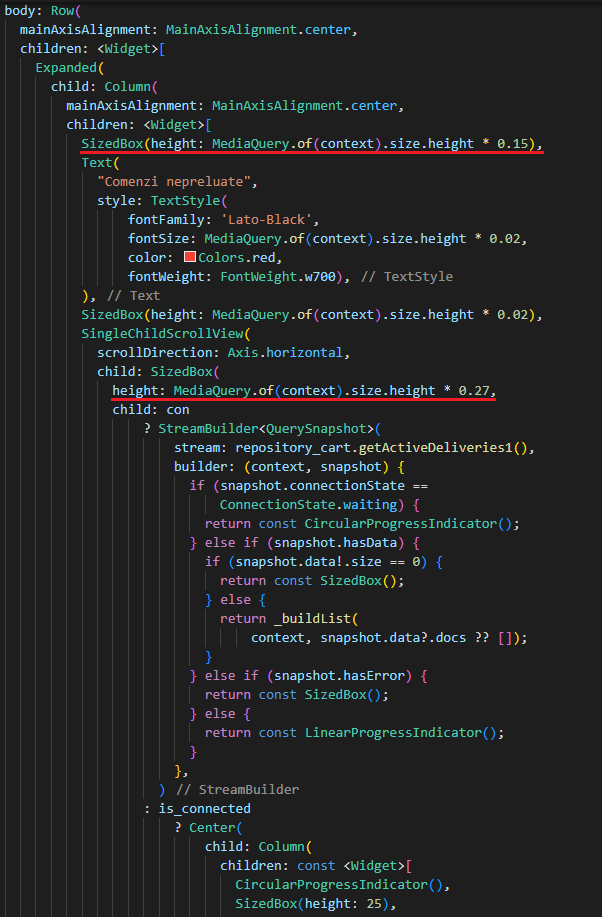 body: Row(
mainAxisAlignment: MainAxisAlignment.center,
children: <Widget>[
Expanded(
child: Column(
mainAxisAlignment: MainAxisAlignment.center,
children: <Widget>[
SizedBox(height: MediaQuery.of(context).size.height * 0.15),
Text(
"Comenzi nepreluate",
style: TextStyle(
fontFamily: 'Lato-Black',
fontSize: MediaQuery.of(context).size.height * 0.02,
color: Colors.red,
fontWeight: FontWeight.w700), // TextStyle
), // Text
SizedBox(height: MediaQuery.of(context).size.height * 0.02),
SingleChildScrollView(
scrollDirection: Axis.horizontal,
child: SizedBox(
height: MediaQuery.of(context).size.height * 0.27,
child: con
? StreamBuilder<QuerySnapshot>(
stream: repository_cart.getActiveDeliveries1(),
builder: (context, snapshot) {
if (snapshot.connectionState ==
ConnectionState.waiting) {
return const CircularProgressIndicator();
} else if (snapshot.hasData) {
if (snapshot.data!.size == 0) {
return const SizedBox();
} else {
return _buildList(
context, snapshot.data?.docs ?? []);
}
} else if (snapshot.hasError) {
return const SizedBox();
} else {
return const LinearProgressIndicator();
}
},
) // StreamBuilder
: is_connected
? Center(
child: Column(
children: const <Widget>[
CircularProgressIndicator(),
SizedBox(height: 25),